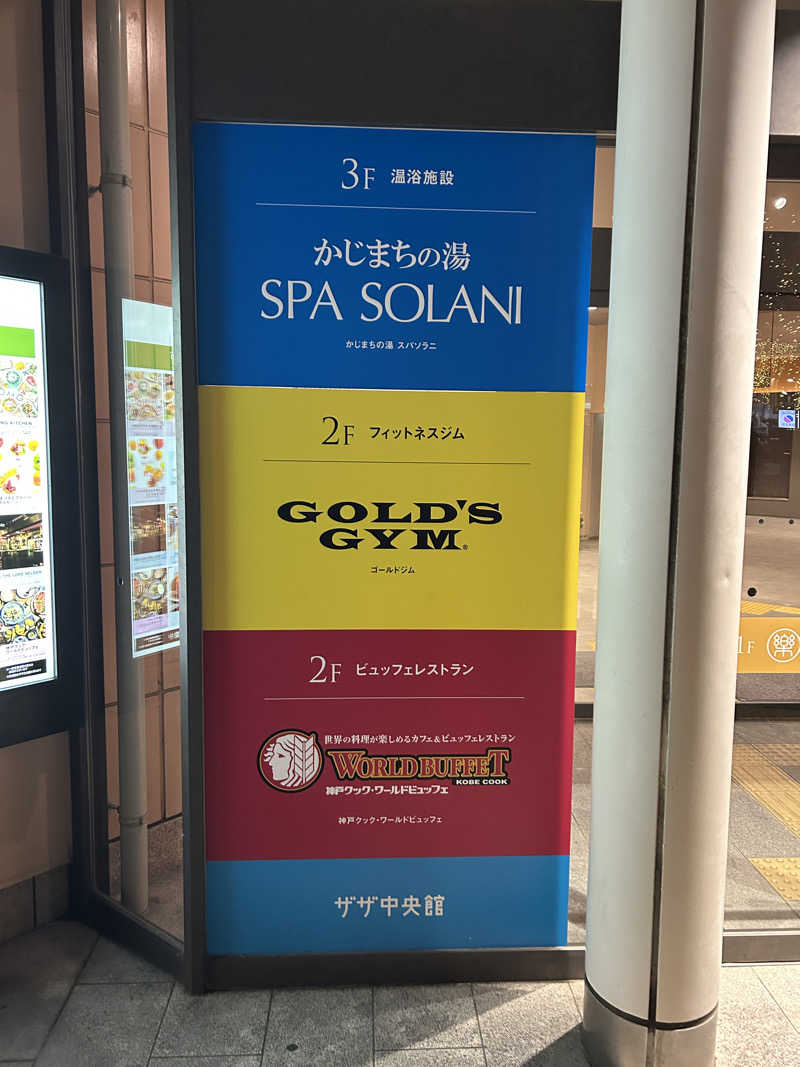 3F 温浴施設
かじまちの湯
SPA SOLANI
かじまちの湯 スパソラニ
2F フィットネスジム
GOLD'S
GYM®
ゴールドジム
2F ビュッフェレストラン
世界の料理が楽しめるカフェ&ビュッフェレストラン
WORLD BUFFET
KOBE COOK
神戸クック・ワールドビュッフェ
神戸クック・ワールドビュッフェ
ザザ中央館
1F 樂